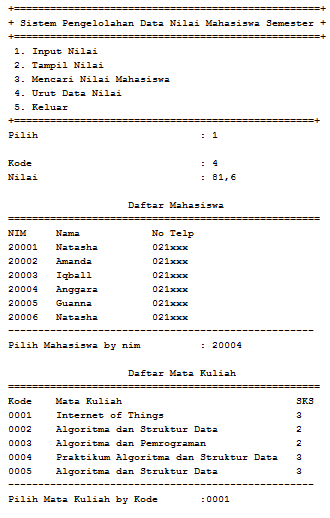 +===================================================+
+ Sistem Pengelolahan Data Nilai Mahasiswa Semester +
+===================================================+
1. Input Nilai
2. Tampil Nilai
3. Mencari Nilai Mahasiswa
4. Urut Data Nilai
5. Keluar
+==================================================+
Pilih : 1
Kode : 4
Nilai : 81,6
Daftar Mahasiswa
====================================================
NIM Nama No Telp
20001 Natasha 021xxx
20002 Amanda 021xxx
20003 Iqball 021xxx
20004 Anggara 021xxx
20005 Guanna 021xxx
20006 Natasha 021xxx
---------------------------------------------------
Pilih Mahasiswa by nim : 20004
Daftar Mata Kuliah
====================================================
Kode Mata Kuliah SKS
0001 Internet of Things 3
0002 Algoritma dan Struktur Data 2
0003 Algoritma dan Pemrograman 2
0004 Praktikum Algoritma dan Struktur Data 3
0005 Algoritma dan Struktur Data 3
---------------------------------------------------
Pilih Mata Kuliah by Kode :0001